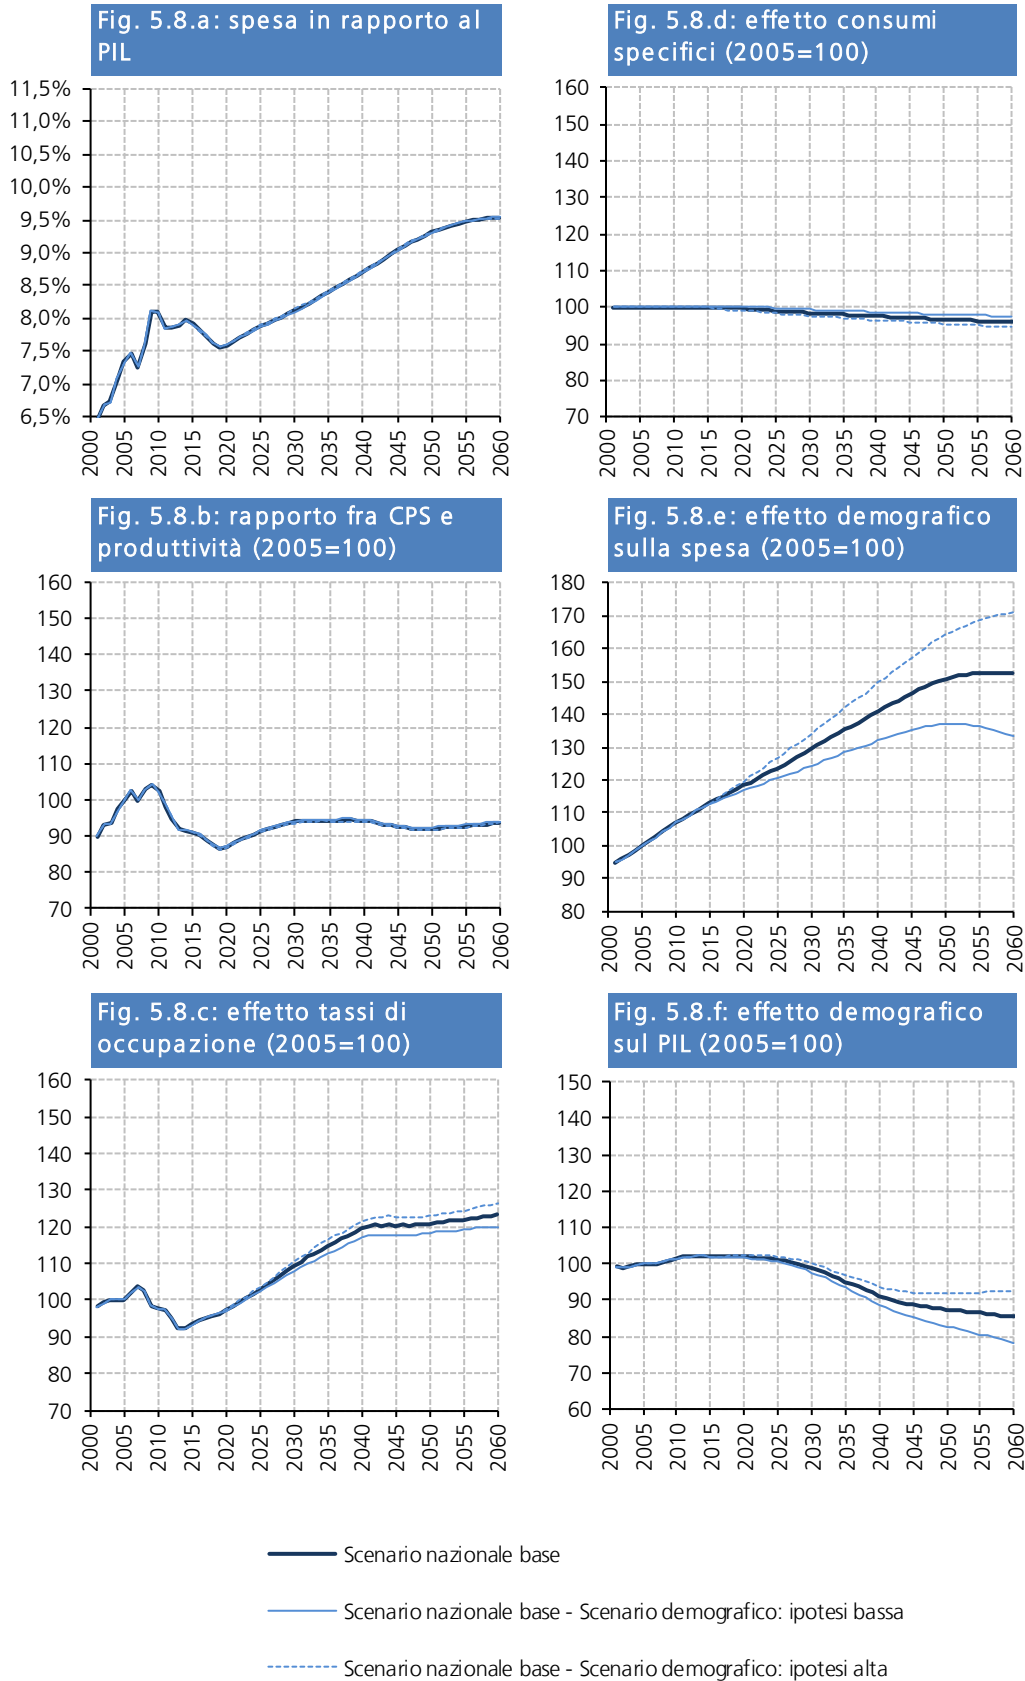 Fig. 5.8.a: spesa in rapporto al
PIL
11,5%
11,0%
10,5%
10,0%
9,5%
9,0%
8,5%
8,0%
7,5%
7,0%
6,5%
2000 2005 2010 2015 2020 2025 2030 2035 2040 2045 2050 2055 2060
Fig. 5.8.d: effetto consumi
specifici (2005=100)
160
150
140
130
120
110
100
90
80
70
2000 2005 2010 2015 2020 2025 2030 2035 2040 2045 2050 2055 2060
Fig. 5.8.b: rapporto fra CPS e
produttività (2005=100)
160
150
140
130
120
110
100
90
80
70
2000 2005 2010 2015 2020 2025 2030 2035 2040 2045 2050 2055 2060
Fig. 5.8.e: effetto demografico
sulla spesa (2005=100)
180
170
160
150
140
130
120
110
100
90
80
2000 2005 2010 2015 2020 2025 2030 2035 2040 2045 2050 2055 2060
Fig. 5.8.c: effetto tassi di
occupazione (2005=100)
160
150
140
130
120
110
100
90
80
70
2000 2005 2010 2015 2020 2025 2030 2035 2040 2045 2050 2055 2060
Fig. 5.8.f: effetto demografico
sul PIL (2005=100)
150
140
130
120
110
100
90
80
70
60
2000 2005 2010 2015 2020 2025 2030 2035 2040 2045 2050 2055 2060
Scenario nazionale base
Scenario nazionale base - Scenario demografico: ipotesi bassa
Scenario nazionale base - Scenario demografico: ipotesi alta